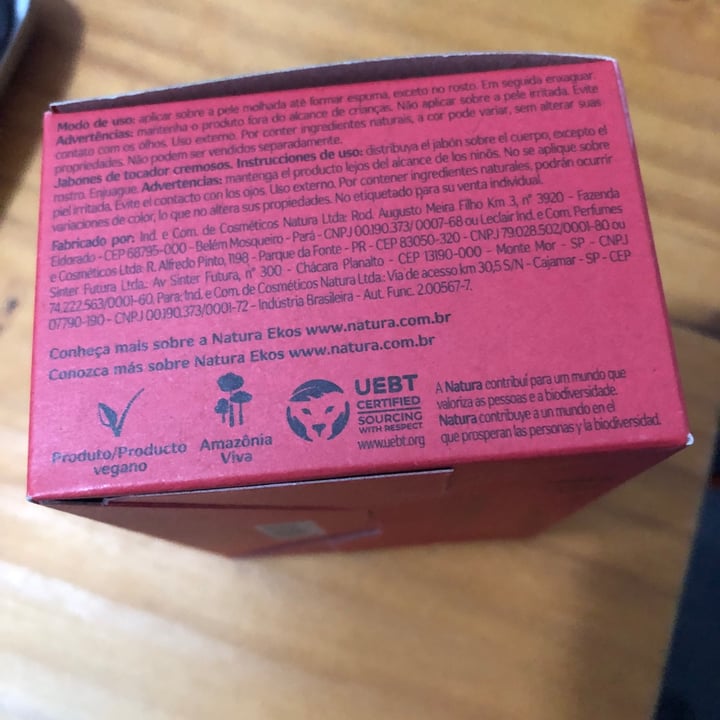 Modo de uso: aplicar sobre a pele molhada até formar espuma, exceto no rosto. Em seguida enxaguar.
Advertências: mantenha o produto fora do alcance de crianças. Não aplicar sobre a pele irritada. Evite
contato com os olhos. Uso externo. Por conter ingredientes naturais, a cor pode variar, sem alterar suas
propriedades. Não podem ser vendidos separadamente.
Jabones de tocador cremosos. Instrucciones de uso: distribuya el jabón sobre el cuerpo, excepto el
rostro. Enjuague. Advertencias: mantenga el producto lejos del alcance de los niños. No se aplique sobre
piel irritada. Evite el contacto con los ojos. Uso externo. Por contener ingredientes naturales, podrán ocurrir
variaciones de color, lo que no altera sus propiedades. No etiquetado para su venta individual.
Fabricado por: Ind. e Com. de Cosméticos Natura Ltda: Rod. Augusto Meira Filho Km 3, nº 3920 - Fazenda
Eldorado - CEP 68795-000 - Belém Mosqueiro - Pará - CNPJ 00.190.373/0007-68 ou Leclair Ind. e Com. Perfumes
e Cosméticos Ltda: R. Alfredo Pinto, 1198 - Parque da Fonte - PR - CEP 83050-320 - CNPJ 79.028.502/0001-80 ou
Sinter Futura Ltda.: Av Sinter Futura, nº 300 - Chácara Planalto - CEP 13190-000 - Monte Mor - SP - CNPJ
74.222.563/0001-60. Para: Ind. e Com. de Cosméticos Natura Ltda: Via de acesso km 30,5 S/N - Cajamar - SP - CEP
07790-190 - CNPJ 00.190.373/0001-72 - Indústria Brasileira - Aut. Func. 2.00567-7.
Conheça mais sobre a Natura Ekos www.natura.com.br
Conozca más sobre Natura Ekos www.natura.com.br
Produto/Producto
vegano
Amazônia
Viva
UEBT
CERTIFIED
SOURCING
WITH RESPECT
www.uebt.org
A Natura contribuí para um mundo que
valoriza as pessoas e a biodiversidade.
Natura contribuye a un mundo en el
que prosperan las personas y la biodiversidad.